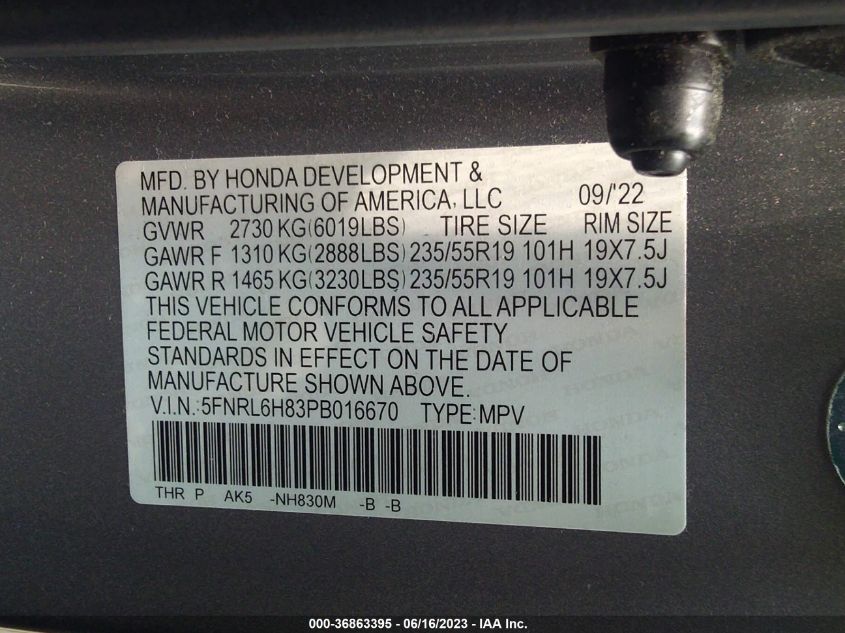 MFD. BY HONDA DEVELOPMENT &
MANUFACTURING OF AMERICA, LLC 09/'22
GVWR 2730 KG(6019LBS) TIRE SIZE RIM SIZE
GAWR F 1310 KG(2888LBS) 235/55R19 101H 19X7.5J
GAWR R 1465 KG(3230LBS) 235/55R19 101H 19X7.5J
THIS VEHICLE CONFORMS TO ALL APPLICABLE
FEDERAL MOTOR VEHICLE SAFETY
STANDARDS IN EFFECT ON THE DATE OF
MANUFACTURE SHOWN ABOVE.
V.I.N.:5FNRL6H83PB016670 TYPE:MPV
THR P AK5 -NH830M -B -B
000-36863395 - 06/16/2023 - IAA Inc.